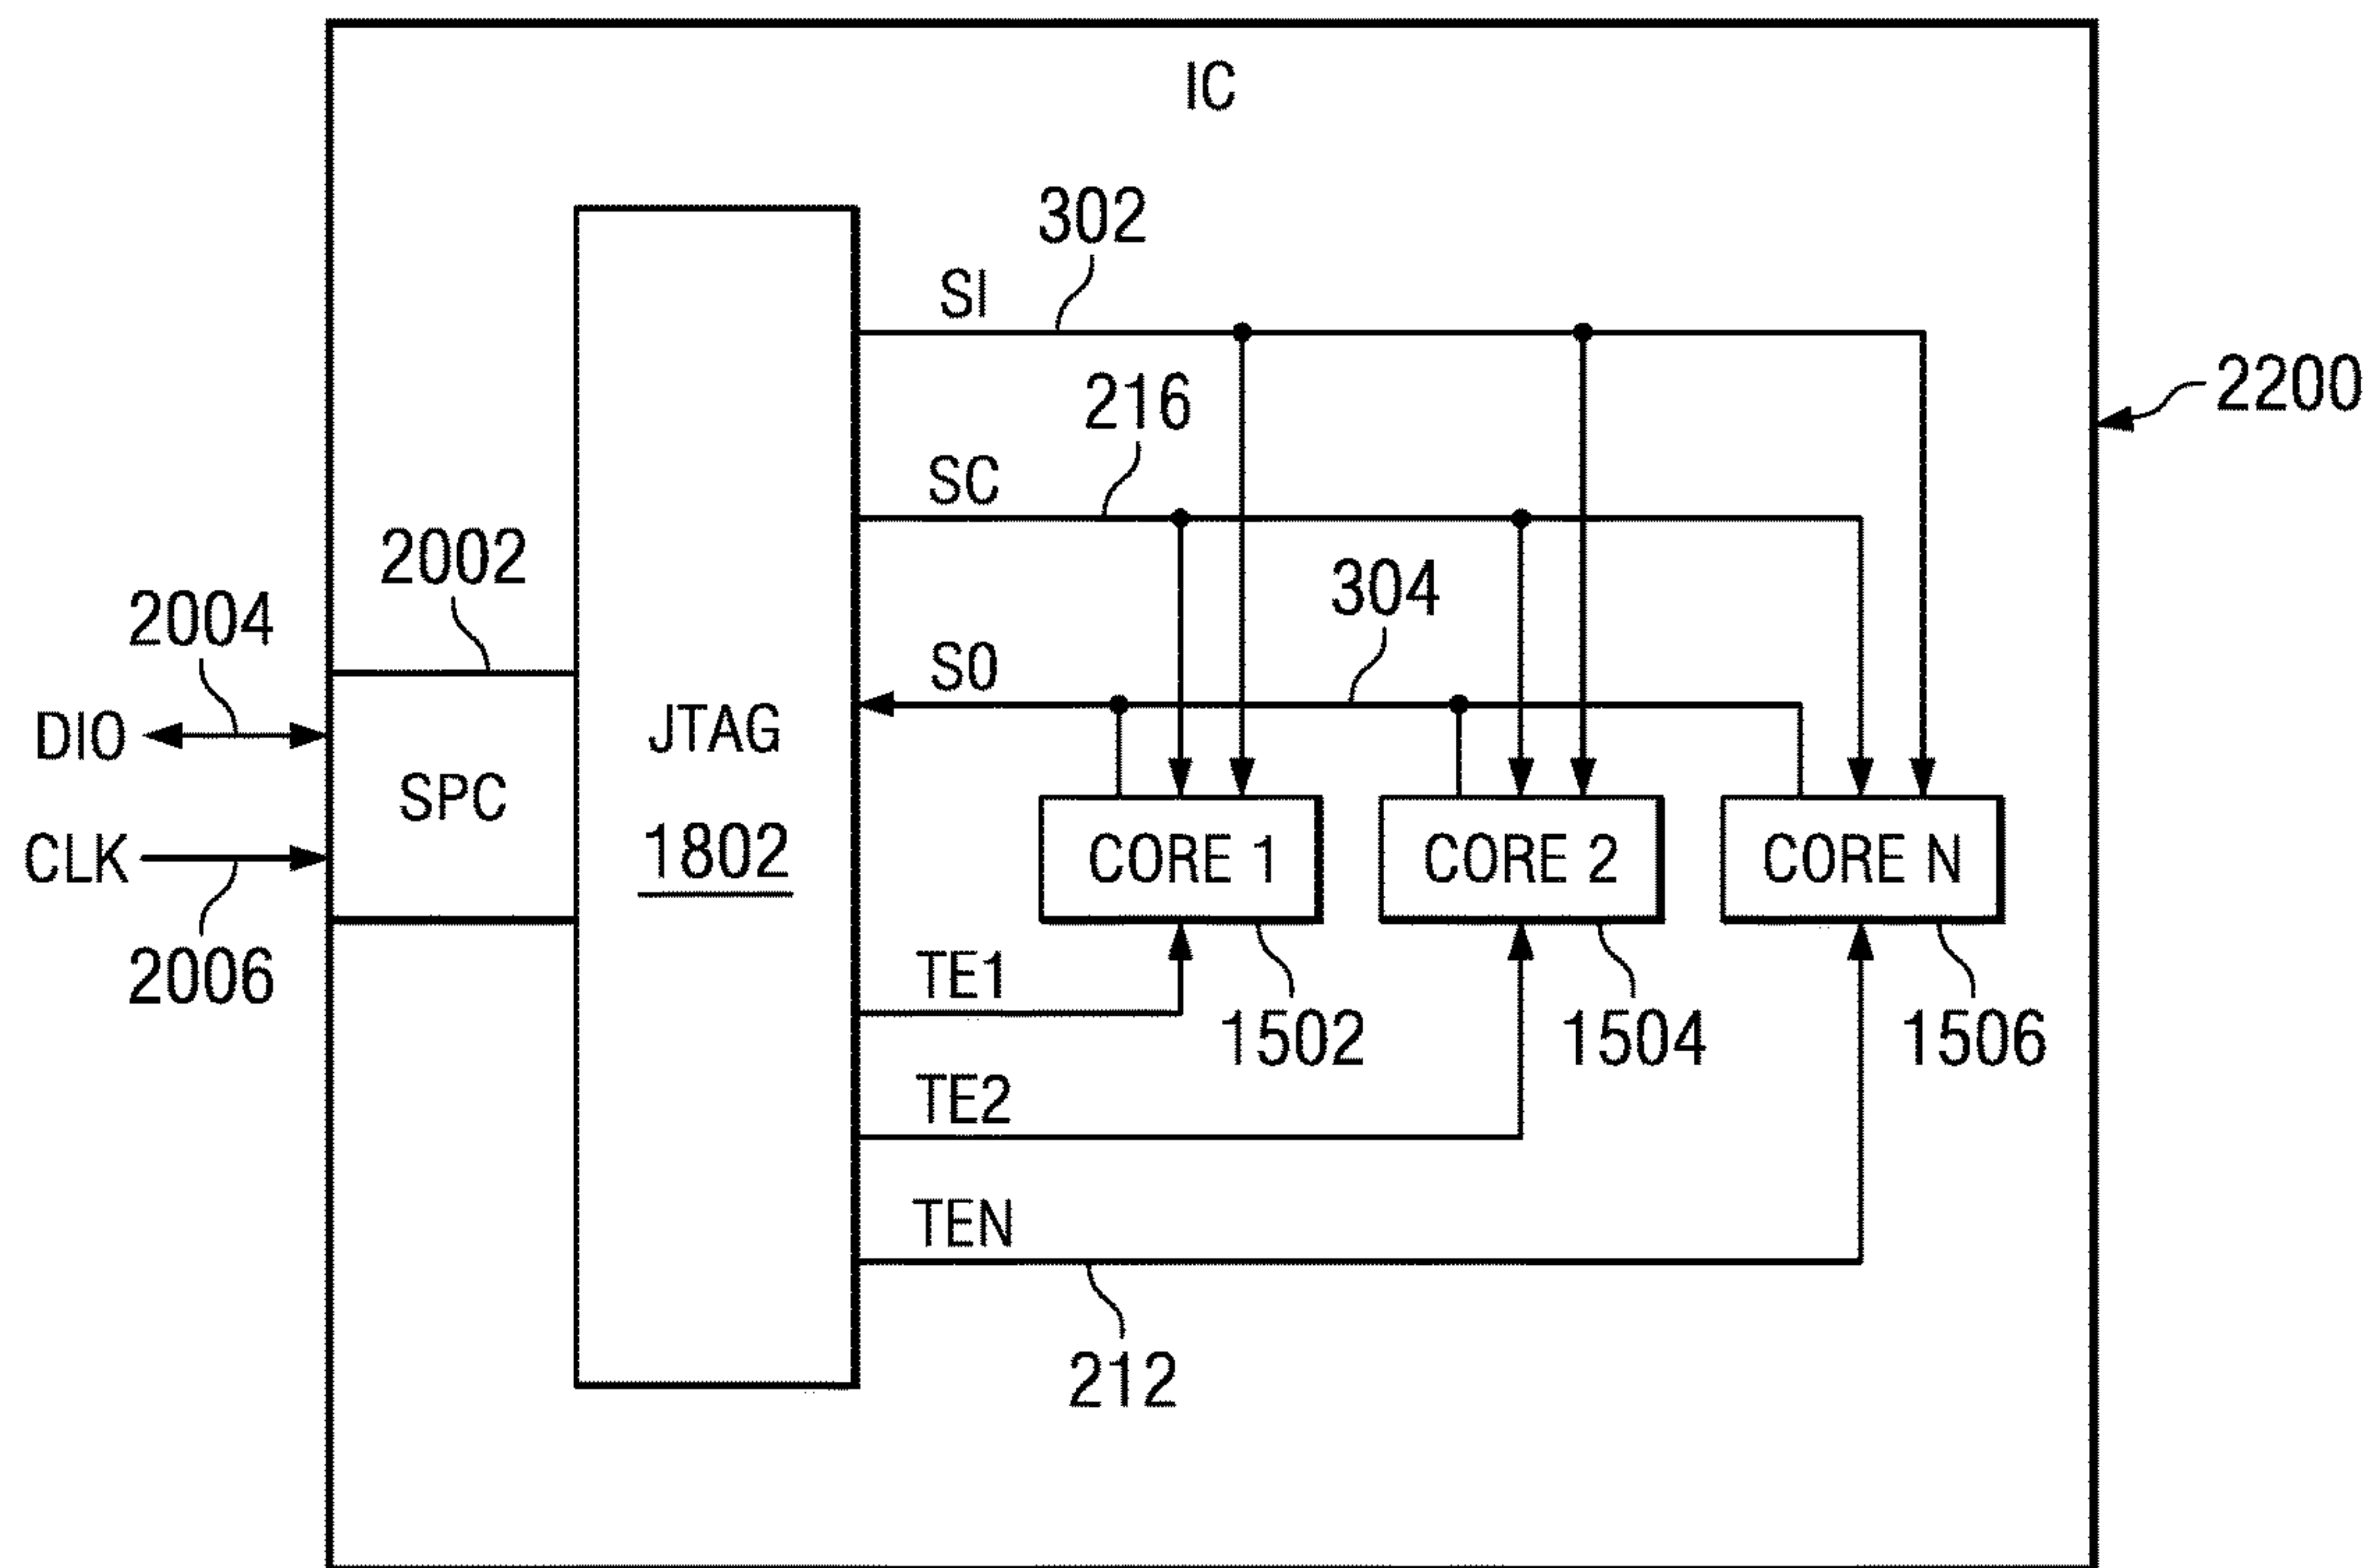 IC
302
SI
2200
216
SC
2002
304
2004
SO
DIO
JTAG
SPC
1802
CORE 1
CORE 2
CORE N
CLK
2006
TE1
1502
1504
1506
TE2
TEN
212